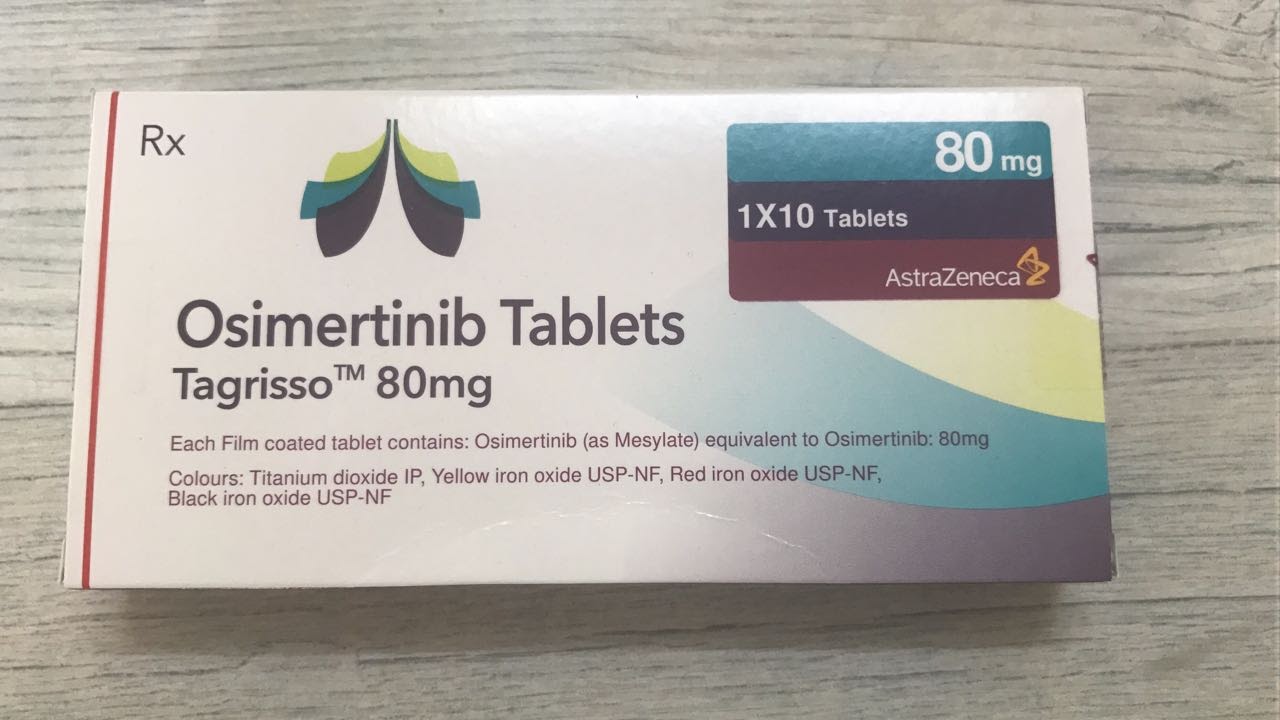 Rx
80 mg
1X10 Tablets
AstraZeneca
Osimertinib Tablets
Tagrisso™ 80mg
Each Film coated tablet contains: Osimertinib (as Mesylate) equivalent to Osimertinib: 80mg
Colours: Titanium dioxide IP, Yellow iron oxide USP-NF, Red iron oxide USP-NF,
Black iron oxide USP-NF